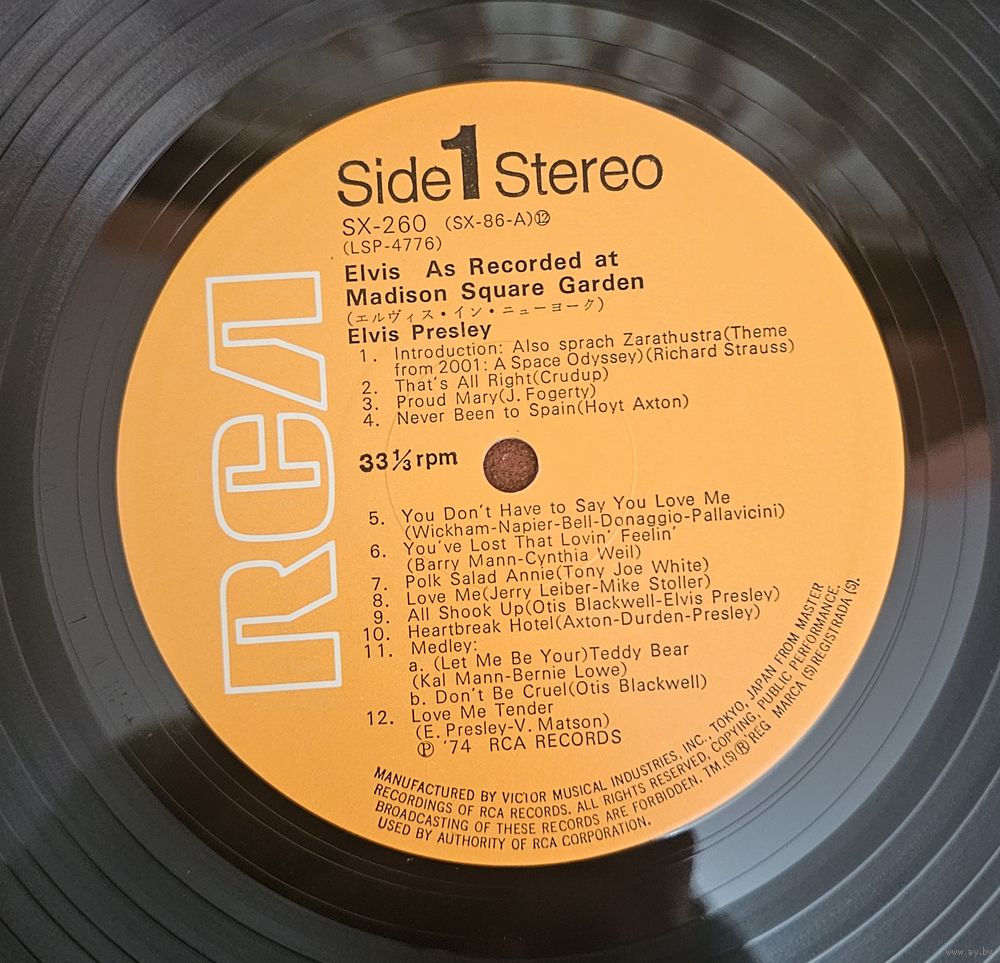 Side 1 Stereo
SX-260 (SX-86-A)⑫
(LSP-4776)
Elvis As Recorded at
Madison Square Garden
(エルヴィス・イン・ニューヨーク)
Elvis Presley
1. Introduction: Also sprach Zarathustra(Theme
from 2001: A Space Odyssey)(Richard Strauss)
2. That's All Right(Crudup)
3. Proud Mary(J. Fogerty)
4. Never Been to Spain(Hoyt Axton)
33⅓rpm
RCA
5. You Don't Have to Say You Love Me
(Wickham-Napier-Bell-Donaggio-Pallavicini)
6. You've Lost That Lovin' Feelin'
(Barry Mann-Cynthia Weil)
7. Polk Salad Annie(Tony Joe White)
8. Love Me(Jerry Leiber-Mike Stoller)
9. All Shook Up(Otis Blackwell-Elvis Presley)
10. Heartbreak Hotel(Axton-Durden-Presley)
11. Medley:
a. (Let Me Be Your)Teddy Bear
(Kal Mann-Bernie Lowe)
b. Don't Be Cruel(Otis Blackwell)
12. Love Me Tender
(E. Presley-V. Matson)
Ⓟ '74 RCA RECORDS
MANUFACTURED BY VICTOR MUSICAL INDUSTRIES, INC., TOKYO, JAPAN FROM MASTER
RECORDINGS OF RCA RECORDS. ALL RIGHTS RESERVED, COPYING, PUBLIC PERFORMANCE,
BROADCASTING OF THESE RECORDS ARE FORBIDDEN. TM.(S)®REG MARCA (S)REGISTRADA (S).
USED BY AUTHORITY OF RCA CORPORATION.
www.ay.by